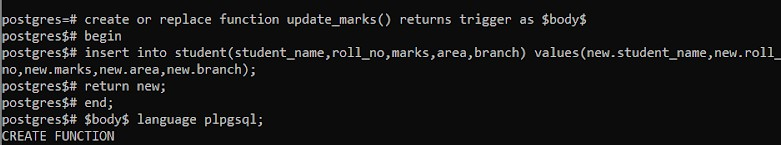 postgres=# create or replace function update_marks() returns trigger as $body$
postgres$# begin
postgres$# insert into student(student_name,roll_no,marks,area,branch) values(new.student_name,new.roll_
no,new.marks,new.area,new.branch);
postgres$# return new;
postgres$# end;
postgres$# $body$ language plpgsql;
CREATE FUNCTION